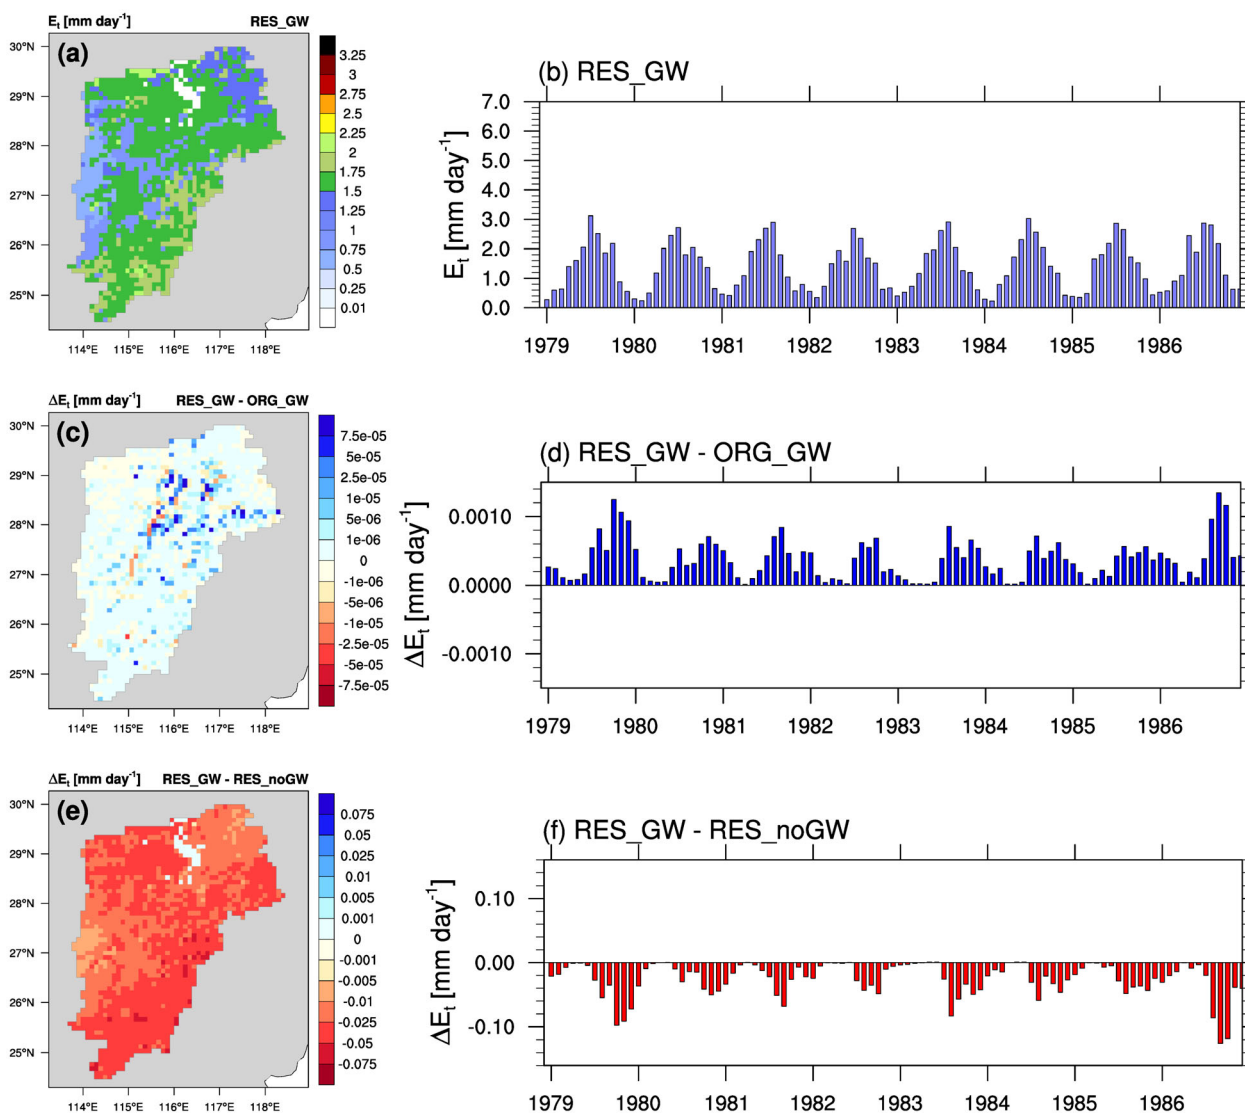 Eₜ [mm day⁻¹] RES_GW
(a)
30°N
29°N
28°N
27°N
26°N
25°N
114°E 115°E 116°E 117°E 118°E
3.25
3
2.75
2.5
2.25
2
1.75
1.5
1.25
1
0.75
0.5
0.25
0.01
(b) RES_GW
Eₜ [mm day⁻¹]
7.0
6.0
5.0
4.0
3.0
2.0
1.0
0.0
1979 1980 1981 1982 1983 1984 1985 1986
ΔEₜ [mm day⁻¹] RES_GW - ORG_GW
(c)
30°N
29°N
28°N
27°N
26°N
25°N
114°E 115°E 116°E 117°E 118°E
7.5e-05
5e-05
2.5e-05
1e-05
5e-06
1e-06
0
-1e-06
-5e-06
-1e-05
-2.5e-05
-5e-05
-7.5e-05
(d) RES_GW - ORG_GW
ΔEₜ [mm day⁻¹]
0.0010
0.0000
-0.0010
1979 1980 1981 1982 1983 1984 1985 1986
ΔEₜ [mm day⁻¹] RES_GW - RES_noGW
(e)
30°N
29°N
28°N
27°N
26°N
25°N
114°E 115°E 116°E 117°E 118°E
0.075
0.05
0.025
0.01
0.005
0.001
0
-0.001
-0.005
-0.01
-0.025
-0.05
-0.075
(f) RES_GW - RES_noGW
ΔEₜ [mm day⁻¹]
0.10
0.00
-0.10
1979 1980 1981 1982 1983 1984 1985 1986